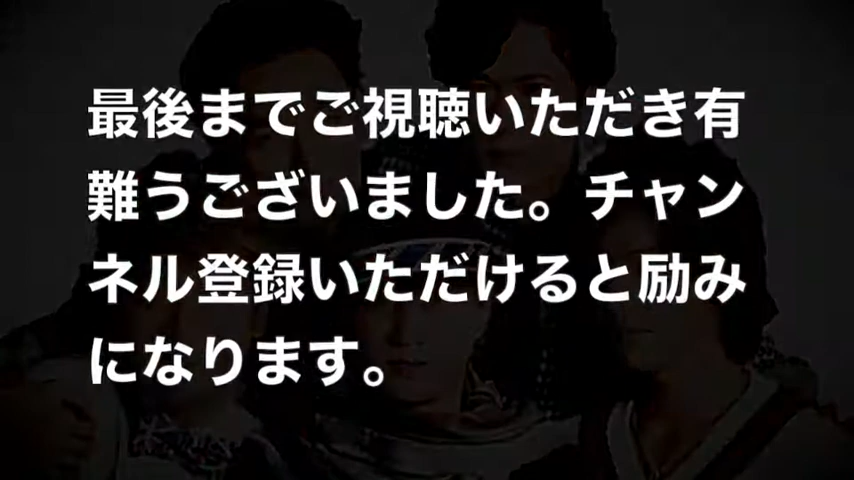 最後までご視聴いただき有
難うございました。チャン
ネル登録いただけると励み
になります。